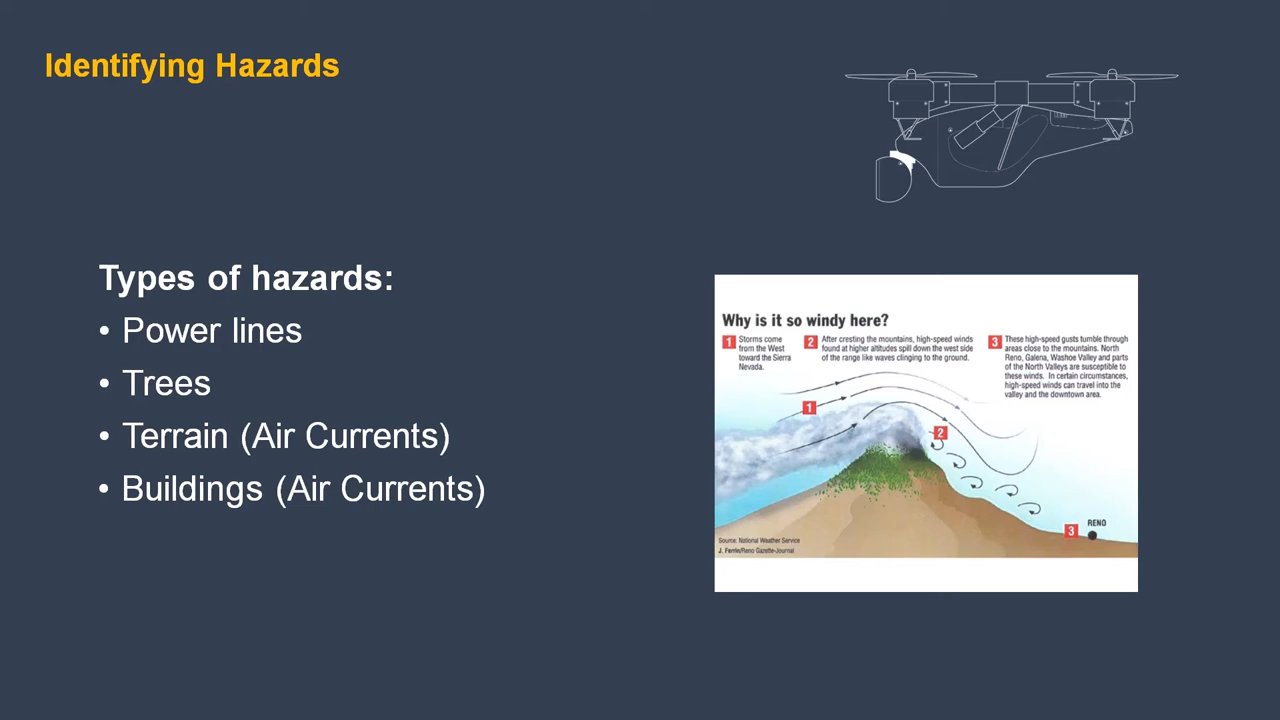 Identifying Hazards
Types of hazards:
• Power lines
• Trees
• Terrain (Air Currents)
• Buildings (Air Currents)
Why is it so windy here?
1 Storms come
from the West
toward the Sierra
Nevada.
2 After cresting the mountains, high-speed winds
found at higher altitudes spill down the west side
of the range like waves clinging to the ground.
3 These high-speed gusts tumble through
areas close to the mountains. North
Reno, Galena, Washoe Valley and parts
of the North Valleys are susceptible to
these winds. In certain circumstances,
high-speed winds can travel into the
valley and the downtown area.
1
2
3
RENO
Source: National Weather Service
J. Ferrin/Reno Gazette-Journal